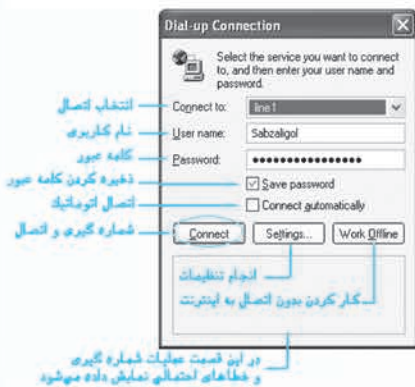 Dial-up Connection
Select the service you want to connect
to, and then enter your user name and
password.
انتخاب اتصال
Connect to: line1
نام کاربری
User name: Sabzaligol
کلمه عبور
Password: ●●●●●●●●●●●●●●●●
ذخیره کردن کلمه عبور
Save password
اتصال اتوماتیک
Connect automatically
شماره گیری و اتصال
Connect Settings... Work Offline
انجام تنظیمات
کار کردن بدون اتصال به اینترنت
در این قسمت عملیات شماره گیری
و خطاهای احتمالی نمایش داده می‌شود